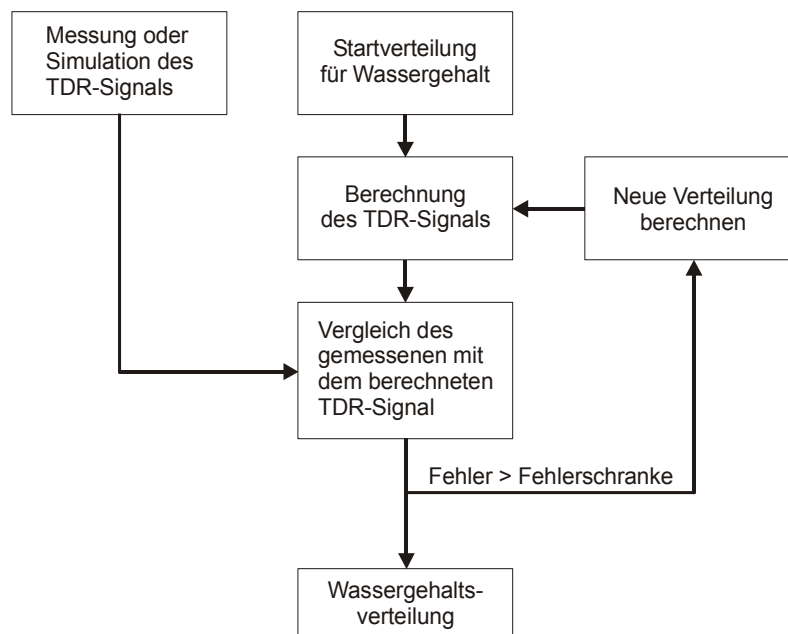 Messung oder
Simulation des
TDR-Signals
Startverteilung
für Wassergehalt
Berechnung
des TDR-Signals
Neue Verteilung
berechnen
Vergleich des
gemessenen mit
dem berechneten
TDR-Signal
Fehler > Fehlerschranke
Wassergehalts-
verteilung